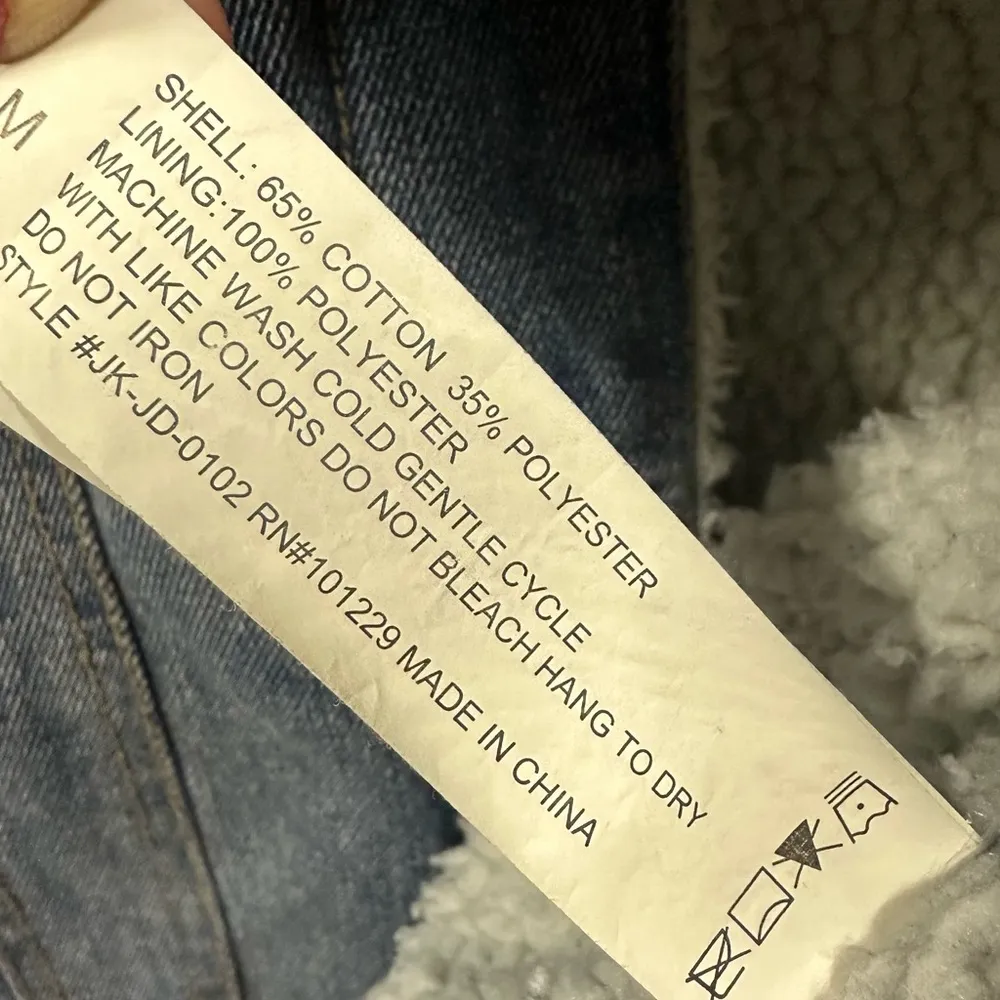 M
SHELL: 65% COTTON 35% POLYESTER
LINING:100% POLYESTER
MACHINE WASH COLD GENTLE CYCLE
WITH LIKE COLORS DO NOT BLEACH HANG TO DRY
DO NOT IRON
STYLE #JK-JD-0102 RN#101229 MADE IN CHINA